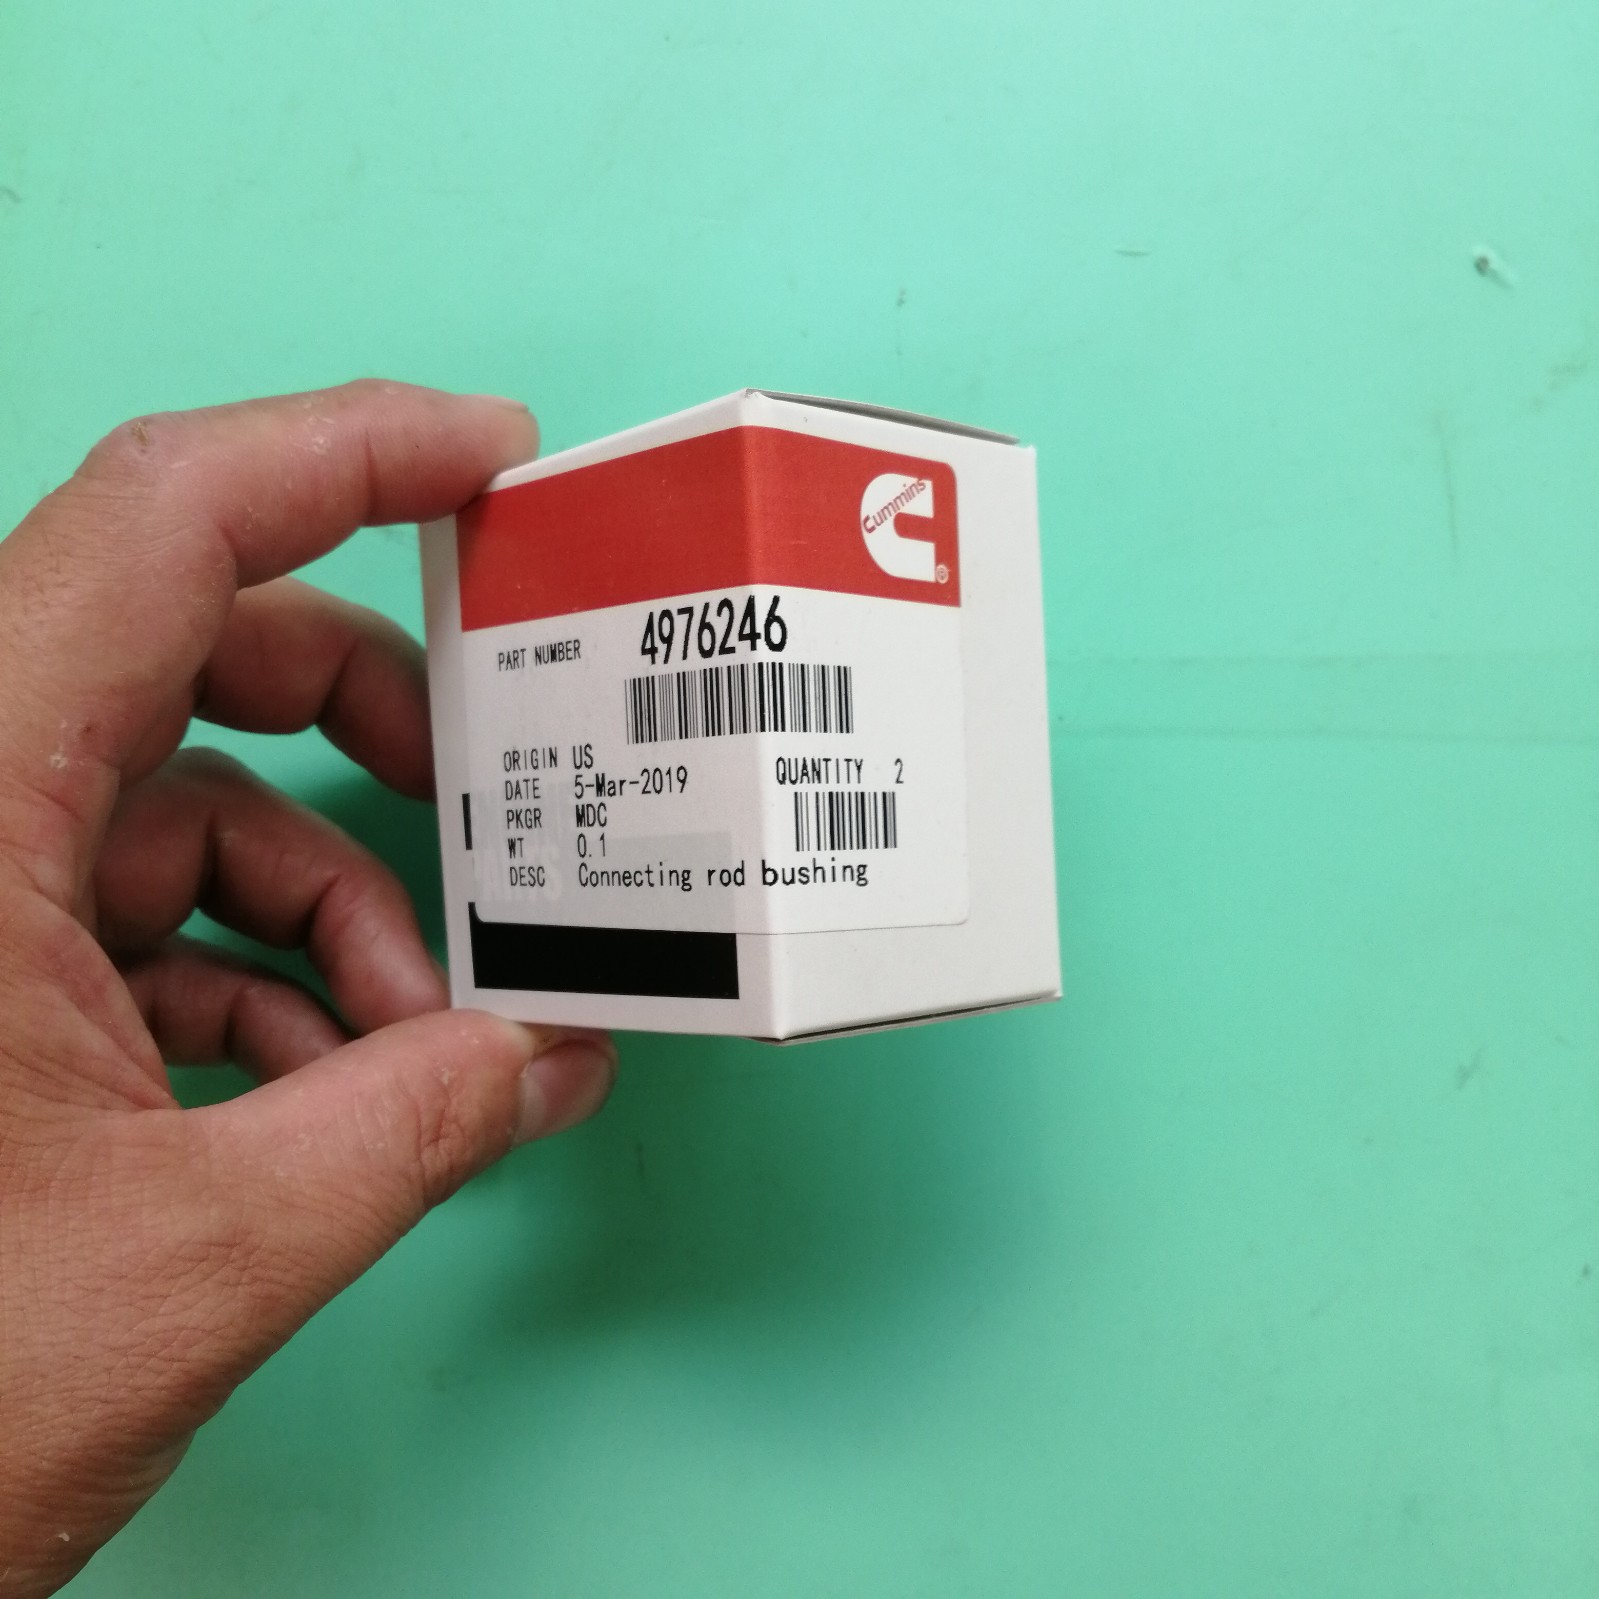 Cummins
®
PART NUMBER 4976246
ORIGIN US
DATE 5-Mar-2019
QUANTITY 2
PKGR MDC
WT 0.1
DESC Connecting rod bushing